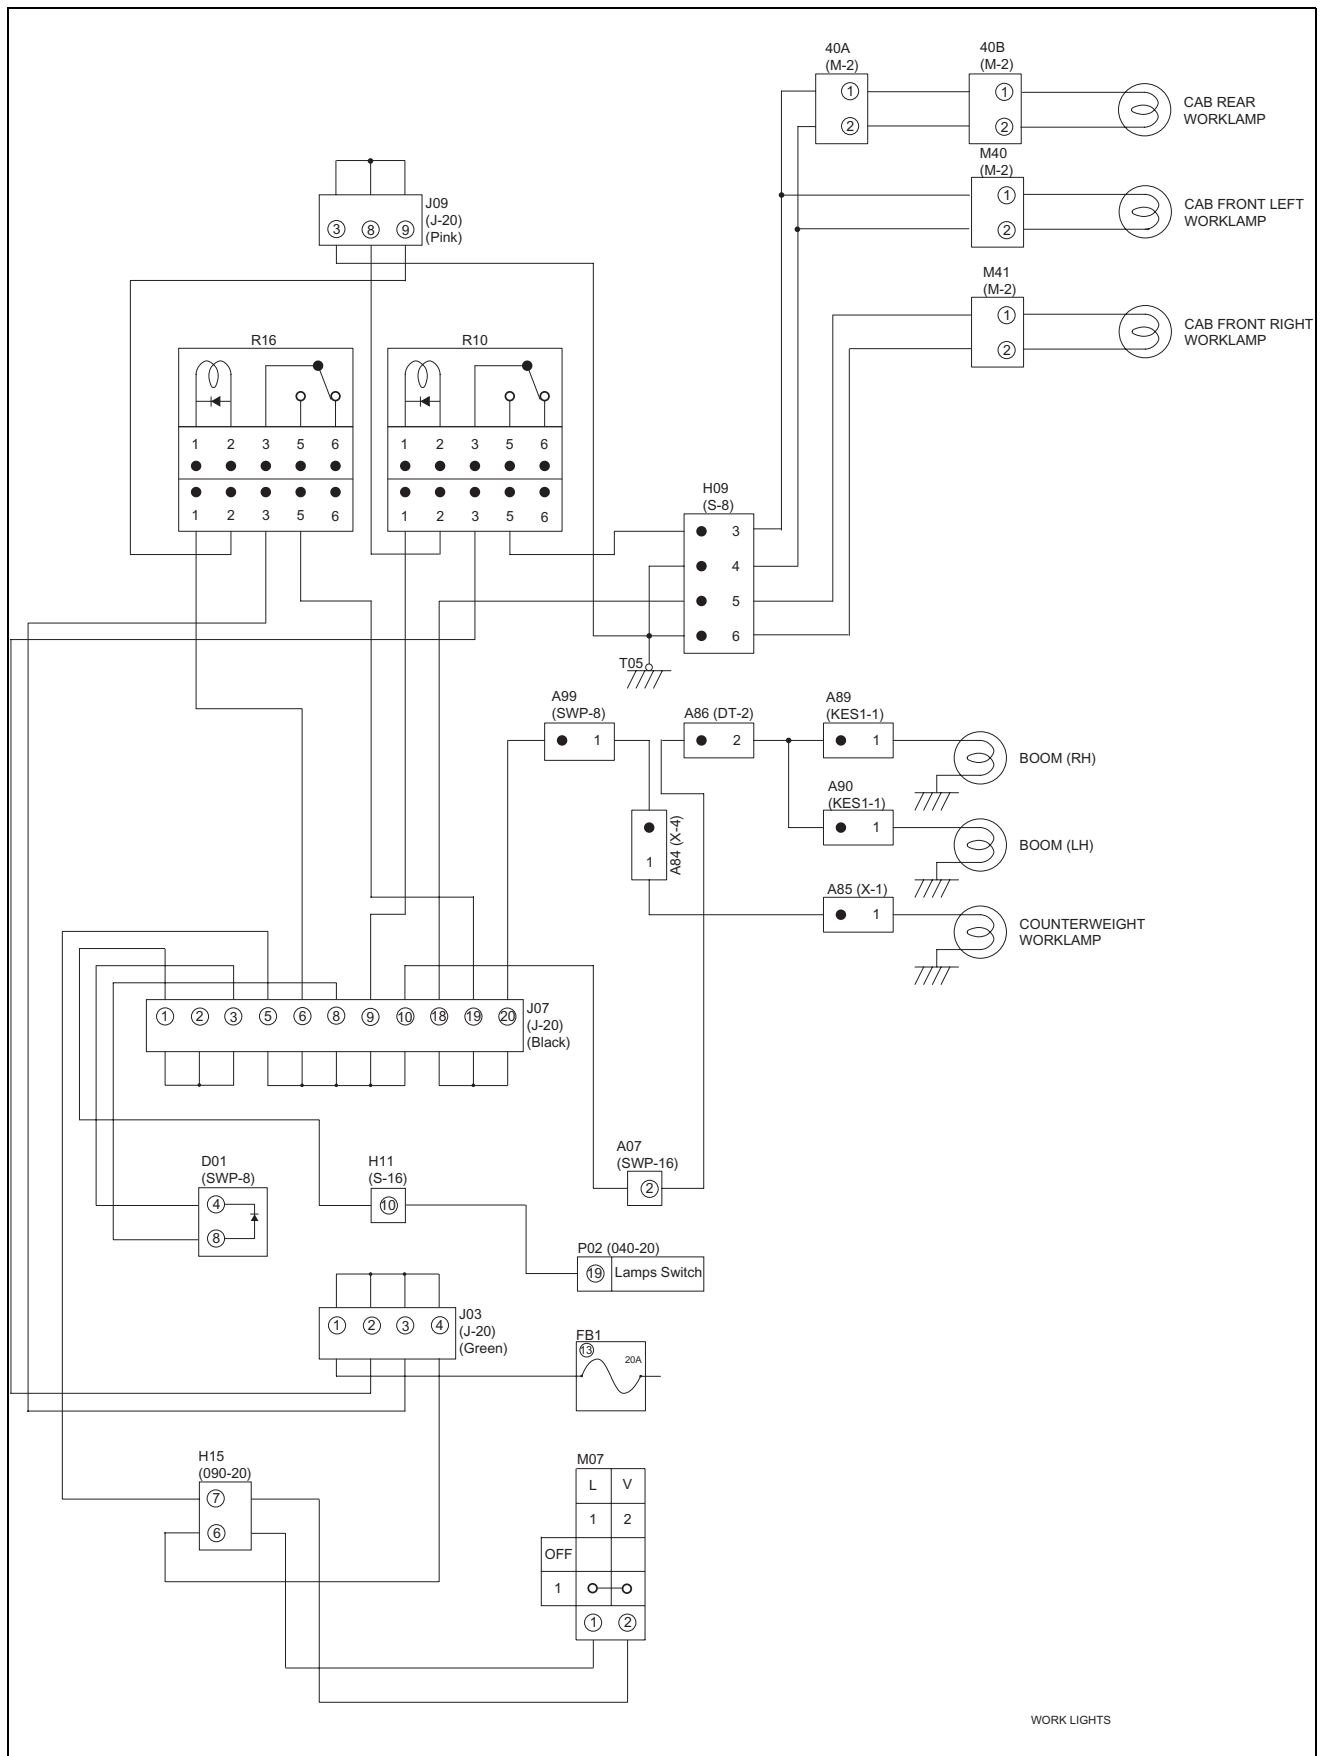 40A
(M-2)
① 
②
40B
(M-2)
①
②
CAB REAR
WORKLAMP
M40
(M-2)
①
②
CAB FRONT LEFT
WORKLAMP
M41
(M-2)
①
②
CAB FRONT RIGHT
WORKLAMP
③ ⑧ ⑨
J09
(J-20)
(Pink)
R16
1 2 3 5 6
1 2 3 5 6
R10
1 2 3 5 6
1 2 3 5 6
H09
(S-8)
3
4
5
6
T05
A99
(SWP-8)
1
A86 (DT-2)
2
A89
(KES1-1)
1
BOOM (RH)
A90
(KES1-1)
1
BOOM (LH)
A84 (X-4)
1
A85 (X-1)
1
COUNTERWEIGHT
WORKLAMP
① ② ③ ⑤ ⑥ ⑧ ⑨ ⑩ ⑱ ⑲ ⑳
J07
(J-20)
(Black)
D01
(SWP-8)
④
⑧
H11
(S-16)
⑩
A07
(SWP-16)
②
P02 (040-20)
⑲ Lamps Switch
① ② ③ ④
J03
(J-20)
(Green)
FB1
⑬
20A
H15
(090-20)
⑦
⑥
M07
L V
1 2
OFF
1
① ②
WORK LIGHTS